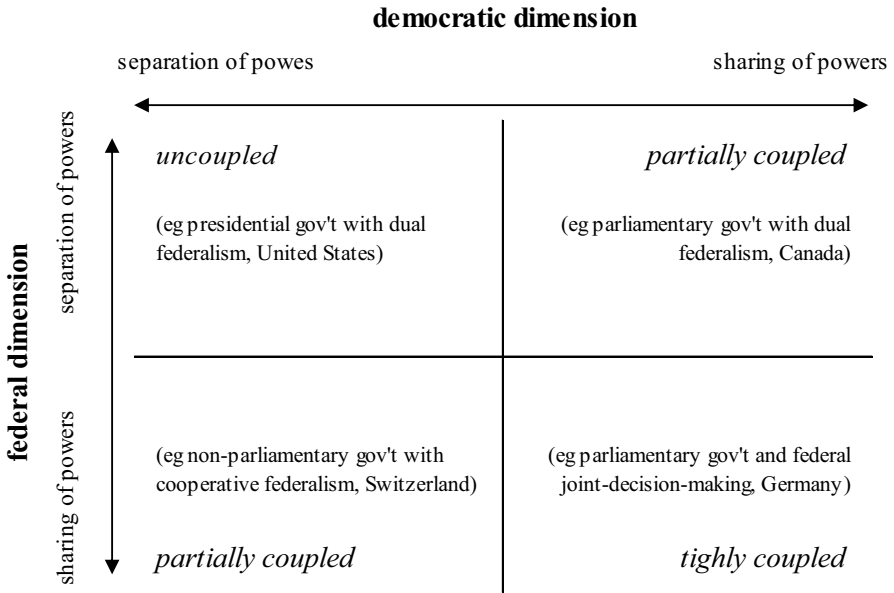 democratic dimension
separation of powes
sharing of powers
federal dimension
separation of powers
sharing of powers
uncoupled
(eg presidential gov't with dual
federalism, United States)
partially coupled
(eg parliamentary gov't with dual
federalism, Canada)
(eg non-parliamentary gov't with
cooperative federalism, Switzerland)
partially coupled
(eg parliamentary gov't and federal
joint-decision-making, Germany)
tighly coupled